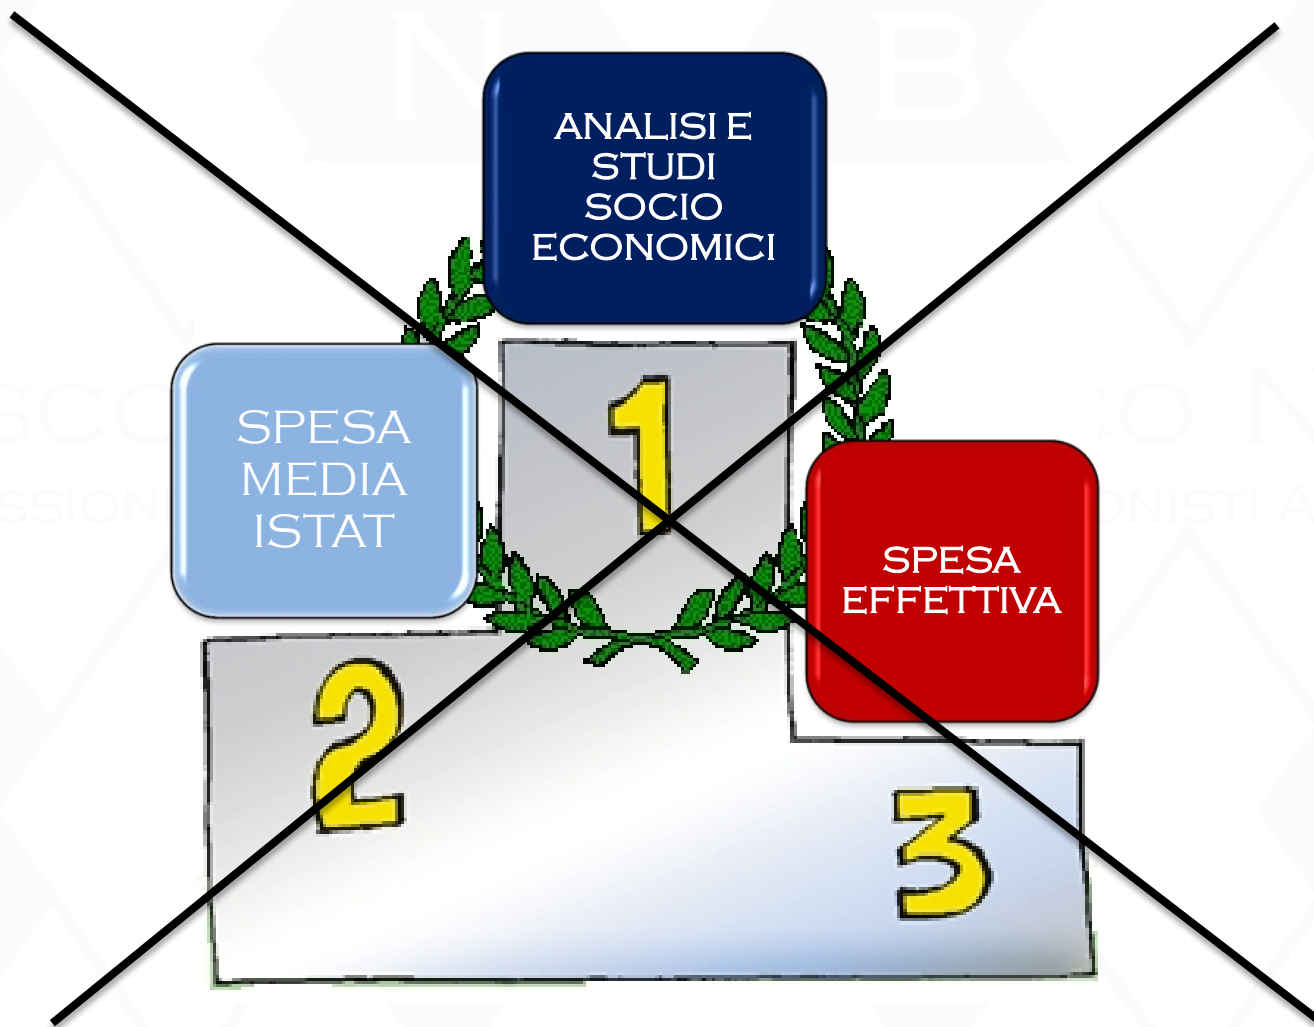 ANALISI E
STUDI
SOCIO
ECONOMICI
SPESA
MEDIA
ISTAT
1
SPESA
EFFETTIVA
2
3
N
B